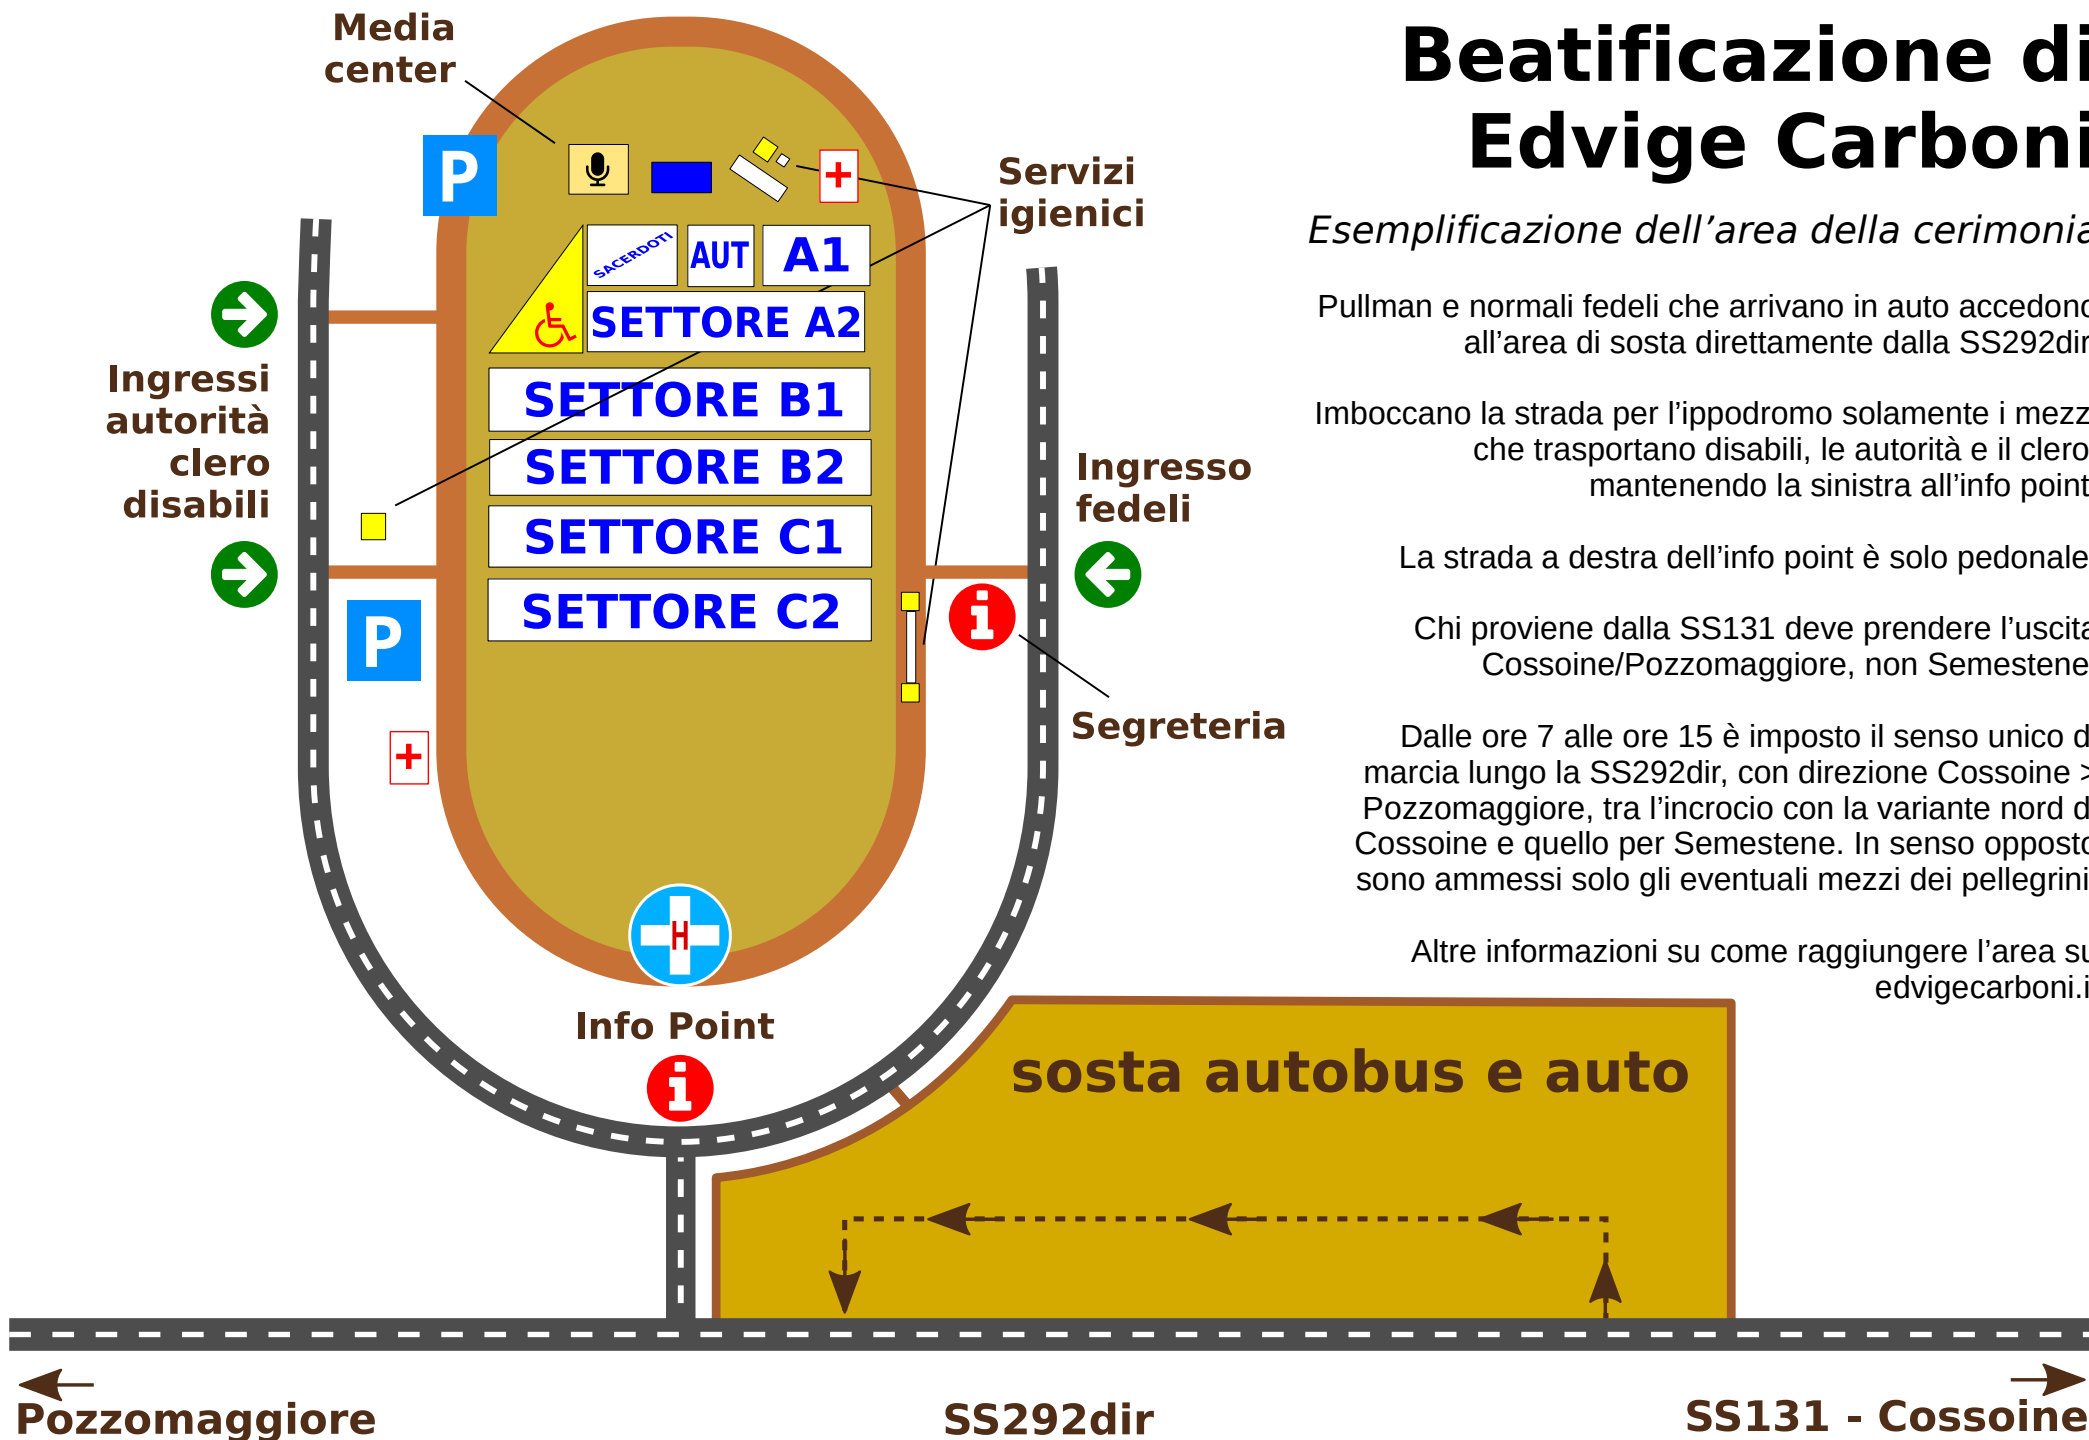 Beatificazione di
Edvige Carboni
Esemplificazione dell’area della cerimonia
Pullman e normali fedeli che arrivano in auto accedono
all’area di sosta direttamente dalla SS292dir
Imboccano la strada per l’ippodromo solamente i mezz
che trasportano disabili, le autorità e il clero
mantenendo la sinistra all’info point
La strada a destra dell’info point è solo pedonale
Chi proviene dalla SS131 deve prendere l’uscita
Cossoine/Pozzomaggiore, non Semestene
Dalle ore 7 alle ore 15 è imposto il senso unico d
marcia lungo la SS292dir, con direzione Cossoine >
Pozzomaggiore, tra l’incrocio con la variante nord d
Cossoine e quello per Semestene. In senso opposto
sono ammessi solo gli eventuali mezzi dei pellegrini
Altre informazioni su come raggiungere l’area su
edvigecarboni.i
Media
center
P
Servizi
igienici
SACERDOTI
AUT
A1
SETTORE A2
SETTORE B1
SETTORE B2
SETTORE C1
SETTORE C2
Ingressi
autorità
clero
disabili
Ingresso
fedeli
P
i
Segreteria
H
Info Point
i
sosta autobus e auto
Pozzomaggiore
SS292dir
SS131 - Cossoine